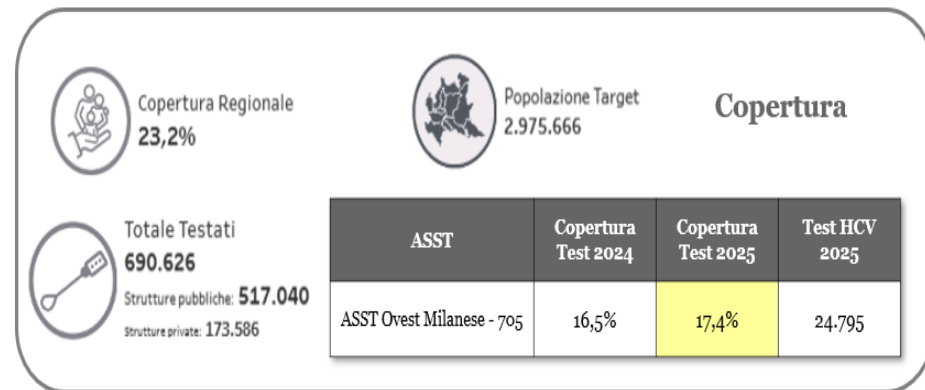 Copertura Regionale
23,2%
Popolazione Target
2.975.666
Copertura
Totale Testati
690.626
Strutture pubbliche: 517.040
Strutture private: 173.586
ASST
Copertura
Test 2024
Copertura
Test 2025
Test HCV
2025
ASST Ovest Milanese - 705
16,5%
17,4%
24.795